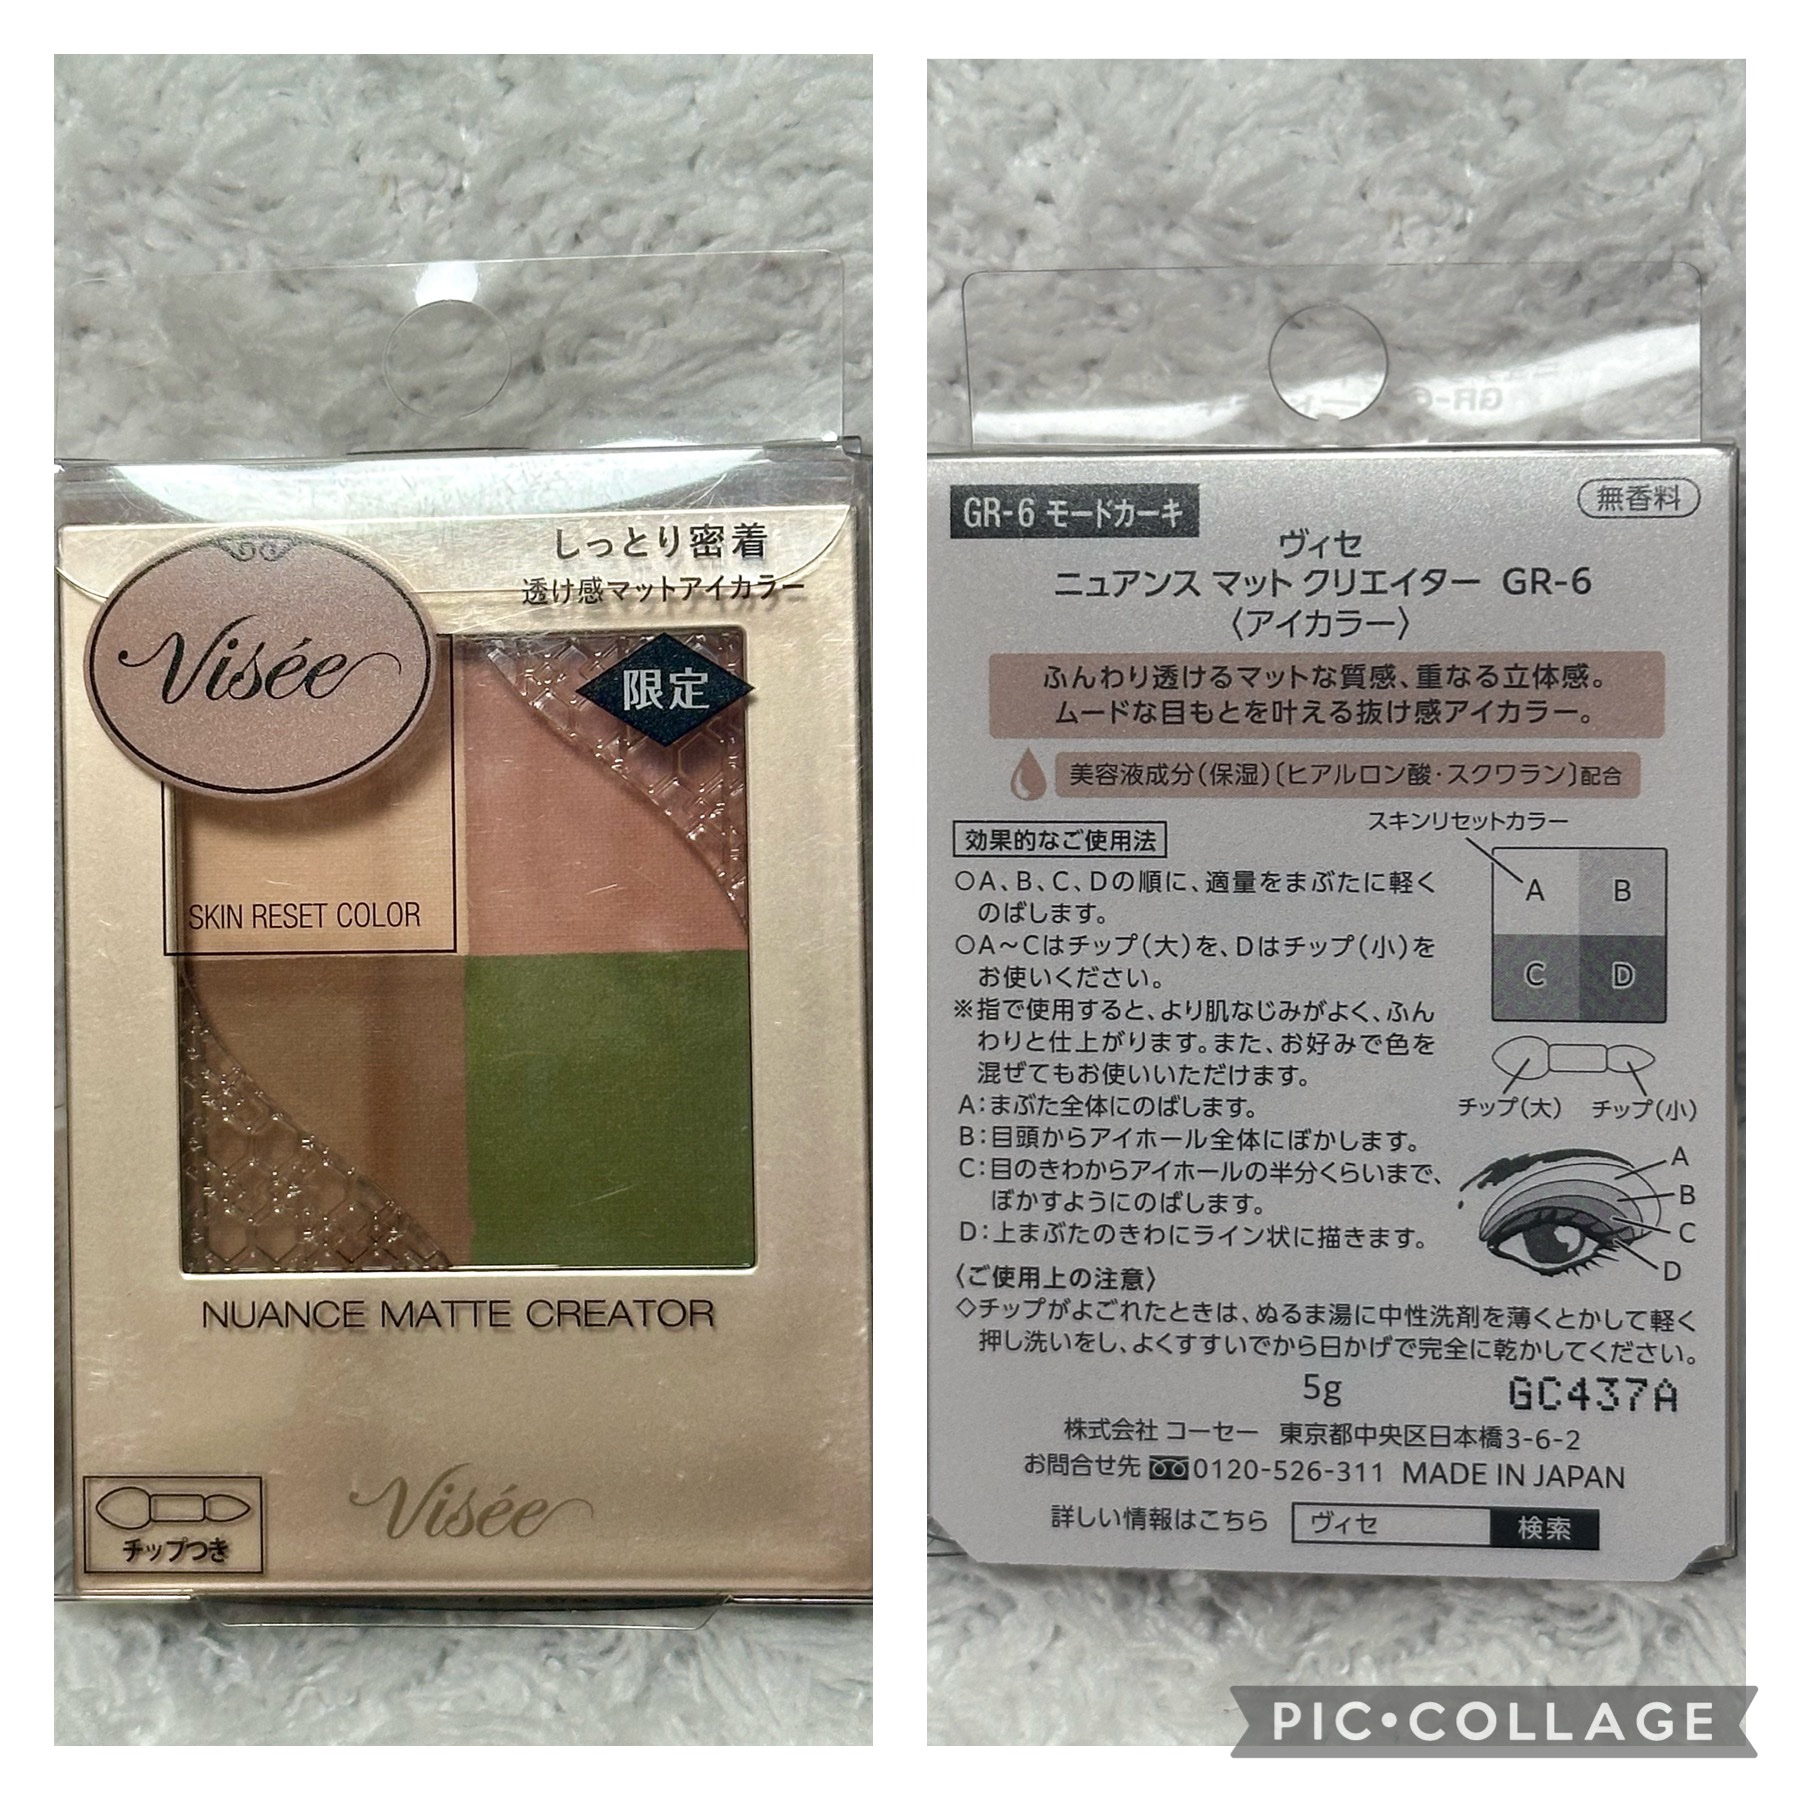 しっとり密着
透け感マットアイカラー
Visée
限定
SKIN RESET COLOR
NUANCE MATTE CREATOR
Visée
チップつき
GR-6 モードカーキ
無香料
ヴィセ
ニュアンス マット クリエイター GR-6
〈アイカラー〉
ふんわり透けるマットな質感、重なる立体感。
ムードな目もとを叶える抜け感アイカラー。
美容液成分(保湿)〔ヒアルロン酸・スクワラン〕配合
スキンリセットカラー
効果的なご使用法
○A、B、C、Dの順に、適量をまぶたに軽く
のばします。
○A〜Cはチップ(大)を、Dはチップ(小)を
お使いください。
※指で使用すると、より肌なじみがよく、ふん
わりと仕上がります。また、お好みで色を
混ぜてもお使いいただけます。
A:まぶた全体にのばします。
B:目頭からアイホール全体にぼかします。
C:目のきわからアイホールの半分くらいまで、
ぼかすようにのばします。
D:上まぶたのきわにライン状に描きます。
A B
C D
チップ(大) チップ(小)
A
B
C
D
〈ご使用上の注意〉
◇チップがよごれたときは、ぬるま湯に中性洗剤を薄くとかして軽く
押し洗いをし、よくすすいでから日かげで完全に乾かしてください。
5g GC437A
株式会社 コーセー 東京都中央区日本橋3-6-2
お問合せ先 0120-526-311 MADE IN JAPAN
詳しい情報はこちら ヴィセ 検索
PIC•COLLAGE